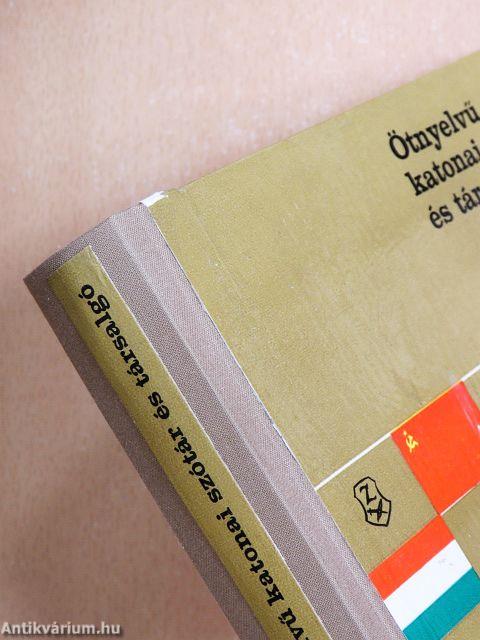 Ötnyelvű
katonai
és tár
vű katonai szótár és társalgó
Antikvárium.hu